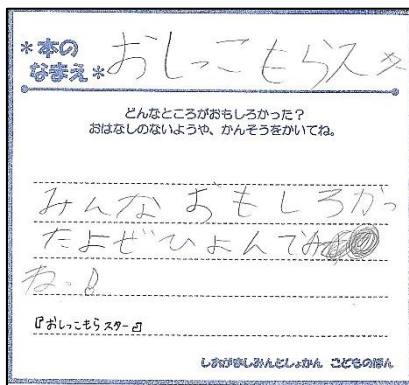 *本の
なまえ* おしっこもらスター
どんなところがおもしろかった?
おはなしのないようや、かんそうをかいてね。
みんなおもしろかっ
たよぜひよんでみ
ね。♪
『おしっこもらスター』
しおがましみんとしょかん こどものほん